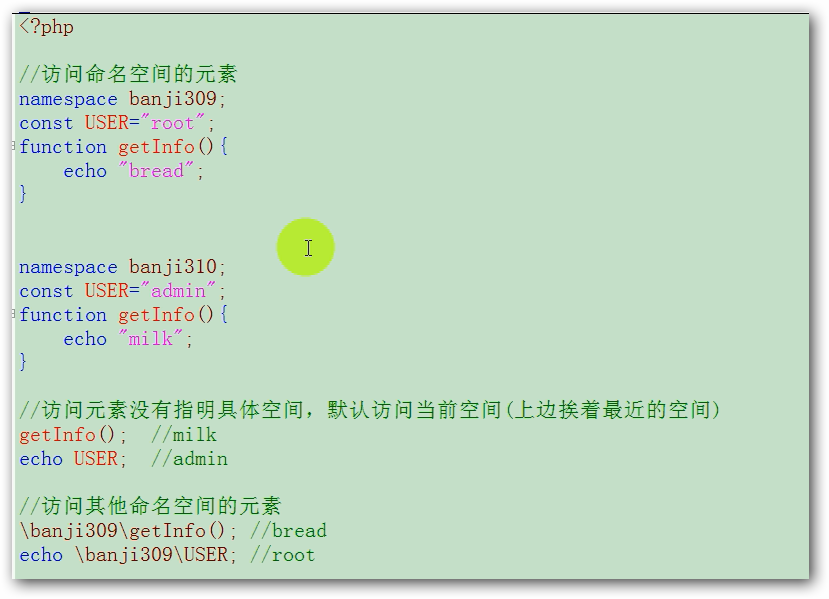 <?php
//访问命名空间的元素
namespace banji309;
const USER="root";
function getInfo(){
echo "bread";
}
namespace banji310;
const USER="admin";
function getInfo(){
echo "milk";
}
//访问元素没有指明具体空间，默认访问当前空间(上边挨着最近的空间)
getInfo(); //milk
echo USER; //admin
//访问其他命名空间的元素
\banji309\getInfo(); //bread
echo \banji309\USER; //root